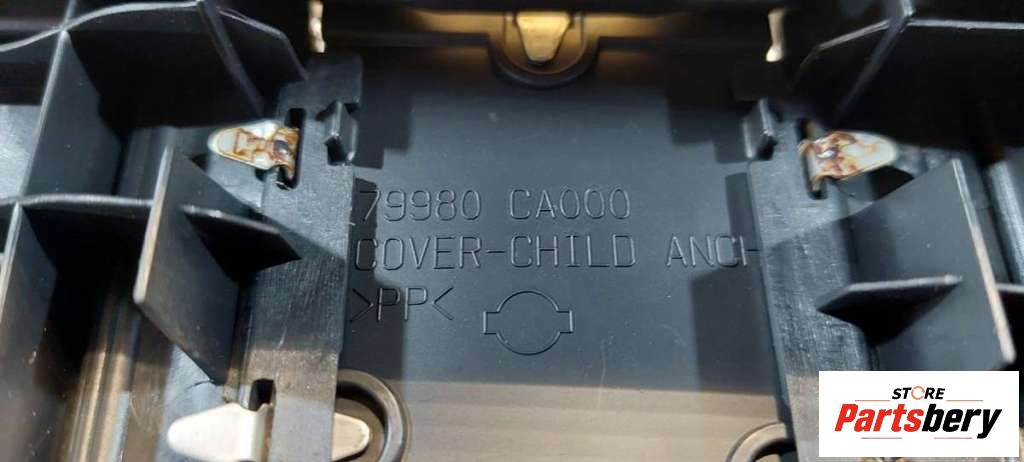 79980 CA000
COVER-CHILD ANCH
>PP<
STORE
Partsbery